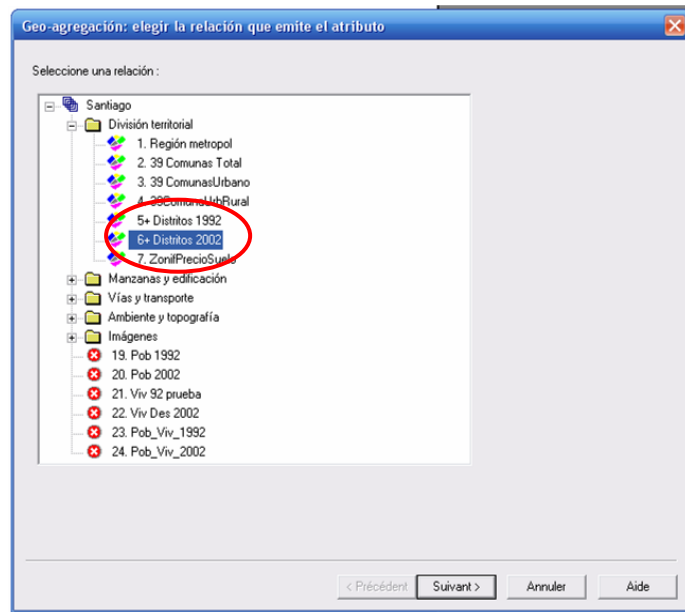 Geo-agregación: elegir la relación que emite el atributo
Seleccione una relación :
Santiago
División territorial
1. Región metropol
2. 39 Comunas Total
3. 39 ComunasUrbano
4. 39ComunaUrbRural
5+ Distritos 1992
6+ Distritos 2002
7. ZonifPrecioSuelo
Manzanas y edificación
Vías y transporte
Ambiente y topografía
Imágenes
19. Pob 1992
20. Pob 2002
21. Viv 92 prueba
22. Viv Des 2002
23. Pob_Viv_1992
24. Pob_Viv_2002
< Précédent
Suivant >
Annuler
Aide